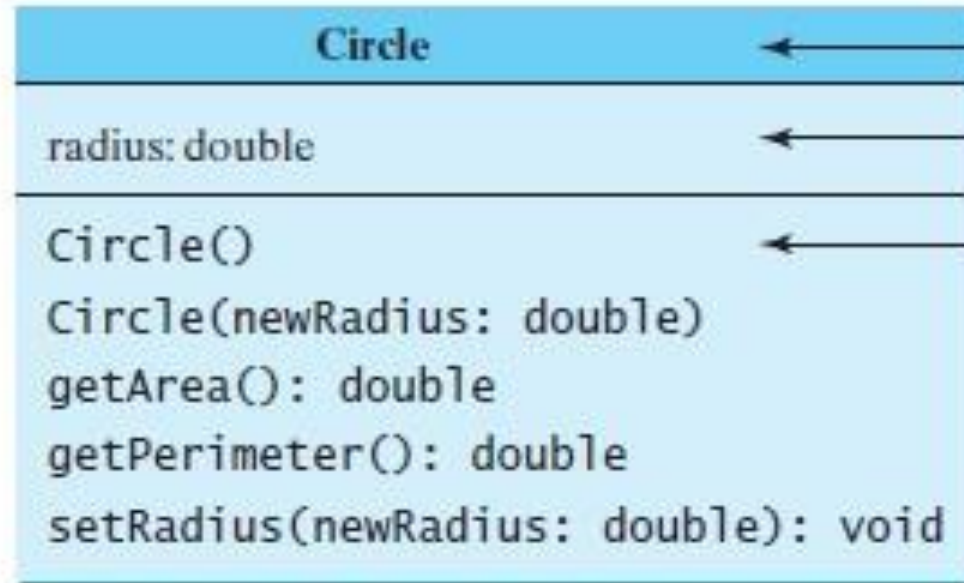 Circle
radius: double
Circle()
Circle(newRadius: double)
getArea(): double
getPerimeter(): double
setRadius(newRadius: double): void